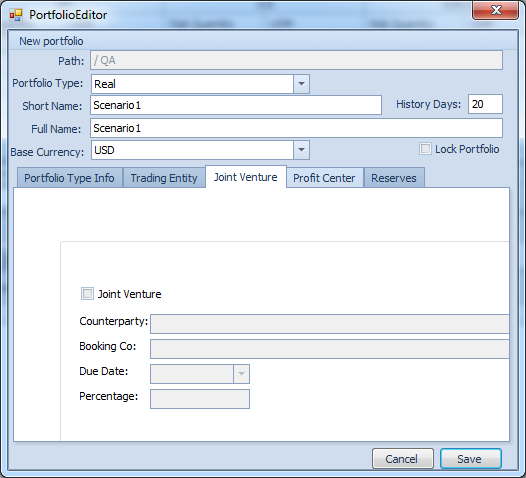 PortfolioEditor
New portfolio
Path: / QA
Portfolio Type: Real
Short Name: Scenario1 History Days: 20
Full Name: Scenario1
Base Currency: USD Lock Portfolio
Portfolio Type Info Trading Entity Joint Venture Profit Center Reserves
Joint Venture
Counterparty:
Booking Co:
Due Date:
Percentage:
Cancel Save